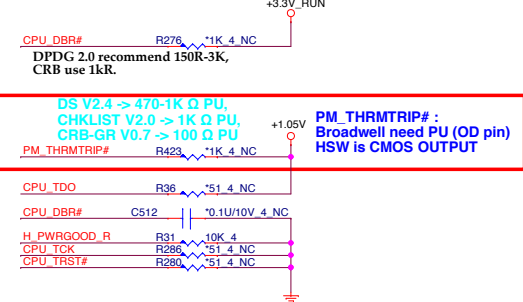 +3.3V_RUN
CPU_DBR# R276 *1K_4_NC
DPDG 2.0 recommend 150R-3K,
CRB use 1kR.
DS V2.4 -> 470-1K Ω PU,
CHKLIST V2.0 -> 1K Ω PU,
CRB-GR V0.7 -> 100 Ω PU
+1.05V
PM_THRMTRIP# :
Broadwell need PU (OD pin)
HSW is CMOS OUTPUT
PM_THRMTRIP# R423 *1K_4_NC
CPU_TDO R36 *51_4_NC
CPU_DBR# C512 *0.1U/10V_4_NC
H_PWRGOOD_R R31 10K_4
CPU_TCK R286 *51_4_NC
CPU_TRST# R280 *51_4_NC